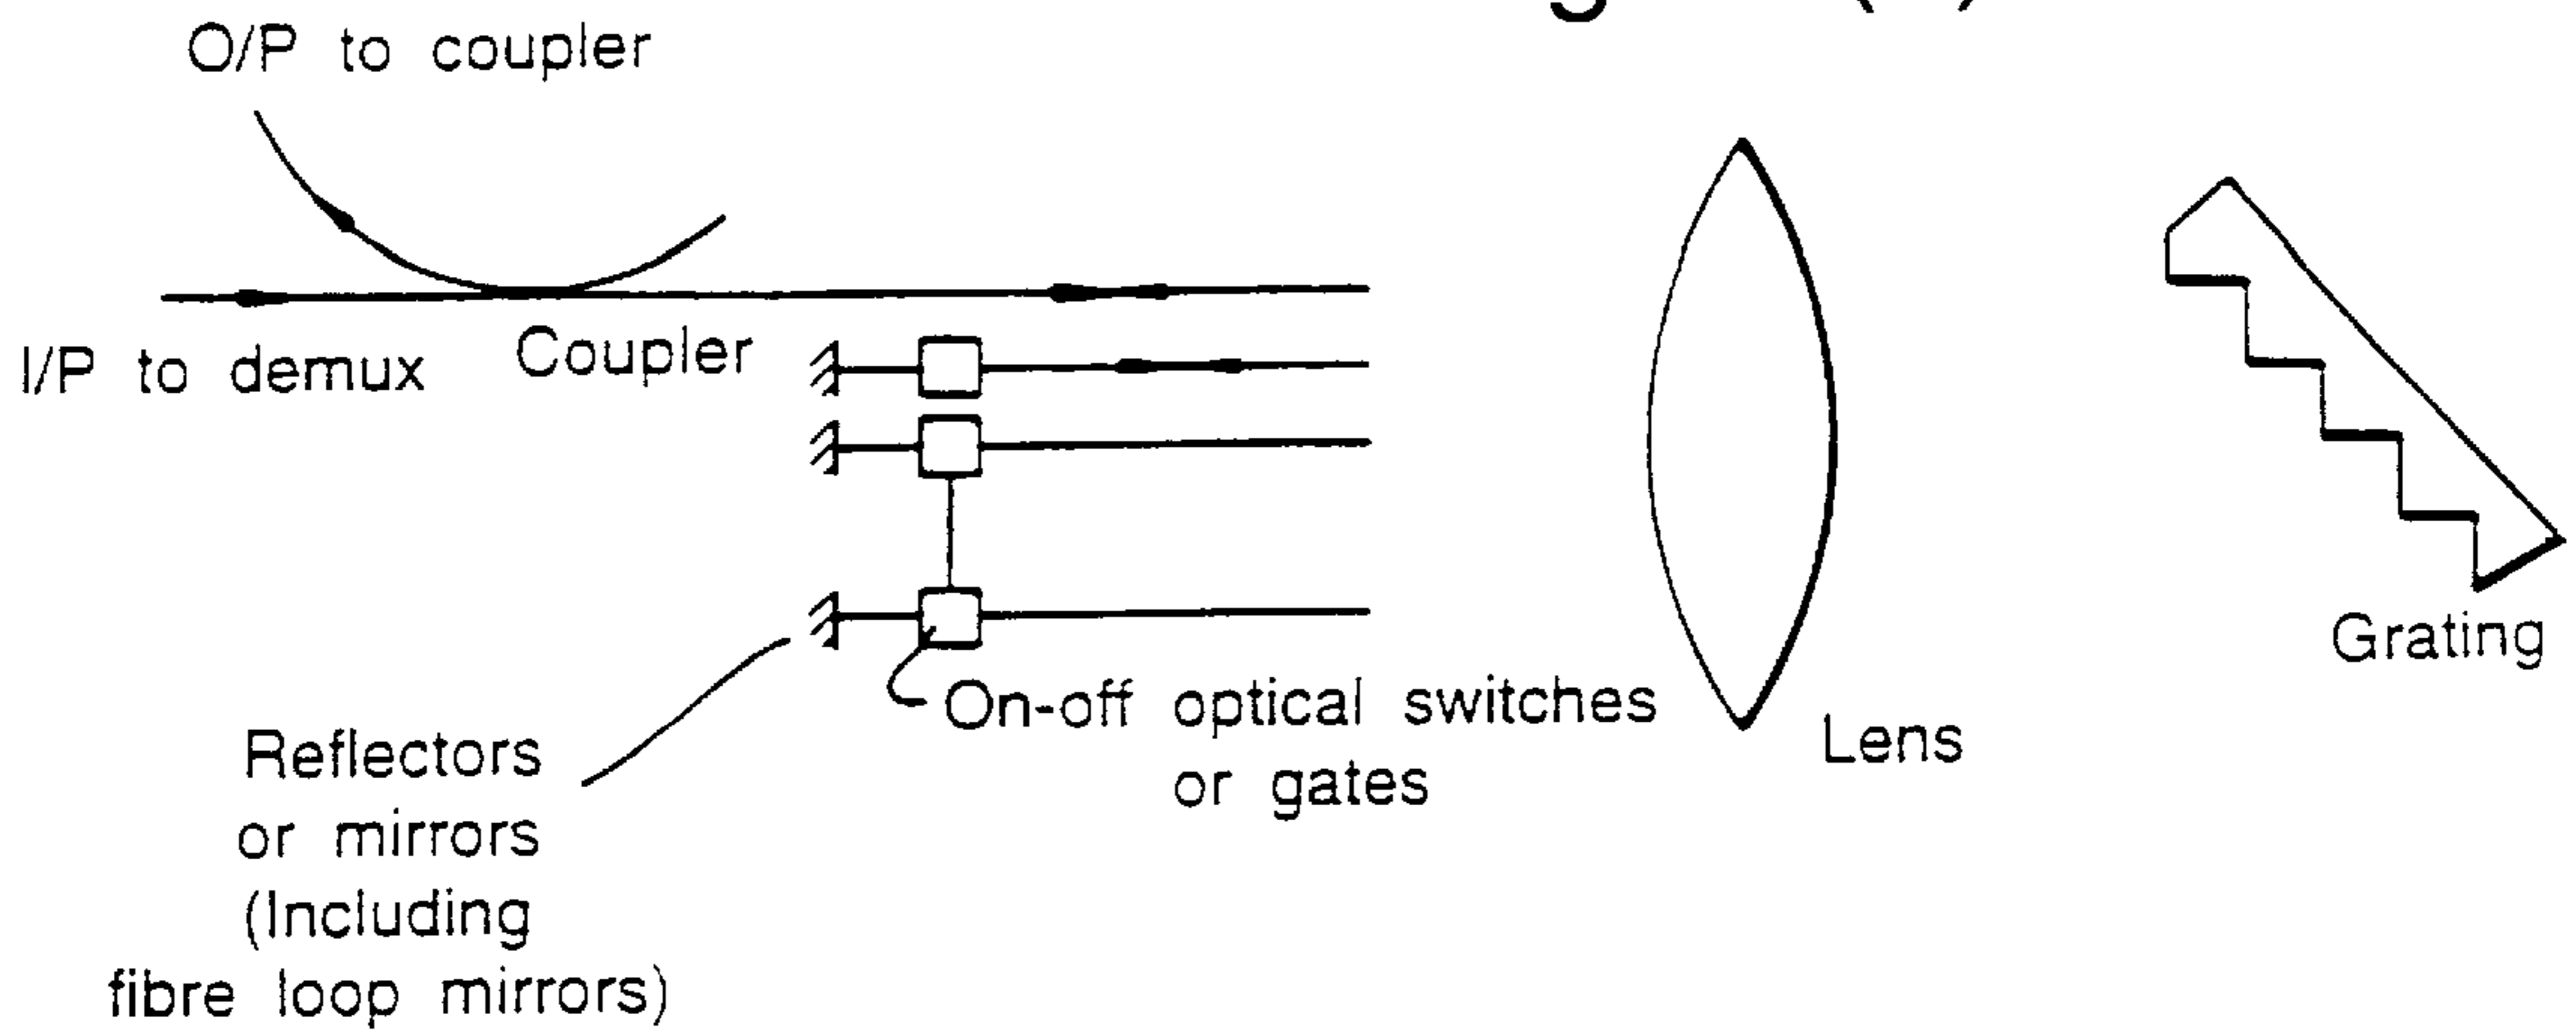 O/P to coupler
I/P to demux
Coupler
On-off optical switches
or gates
Lens
Grating
Reflectors
or mirrors
(Including
fibre loop mirrors)